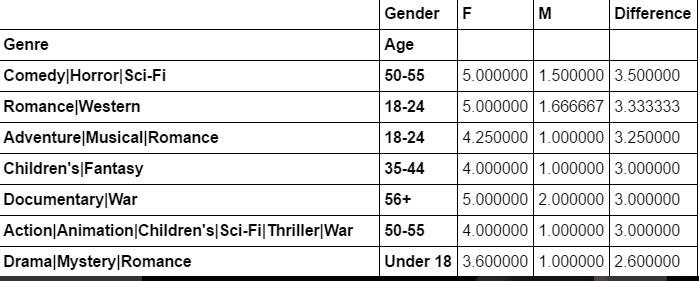 Gender F M Difference
Genre Age
Comedy|Horror|Sci-Fi 50-55 5.000000 1.500000 3.500000
Romance|Western 18-24 5.000000 1.666667 3.333333
Adventure|Musical|Romance 18-24 4.250000 1.000000 3.250000
Children's|Fantasy 35-44 4.000000 1.000000 3.000000
Documentary|War 56+ 5.000000 2.000000 3.000000
Action|Animation|Children's|Sci-Fi|Thriller|War 50-55 4.000000 1.000000 3.000000
Drama|Mystery|Romance Under 18 3.600000 1.000000 2.600000